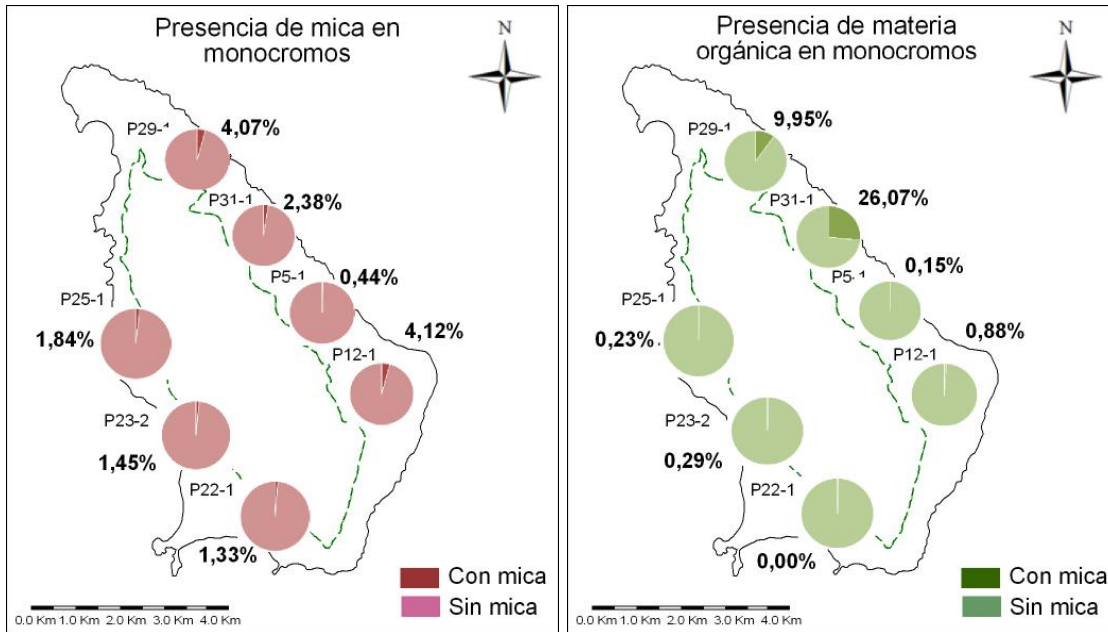 Presencia de mica en
monocromos
N
P29-1
4,07%
P31-1
2,38%
P5-1
0,44%
P25-1
1,84%
P12-1
4,12%
P23-2
1,45%
P22-1
1,33%
Con mica
Sin mica
0.0 Km 1.0 Km 2.0 Km 3.0 Km 4.0 Km
Presencia de materia
orgánica en monocromos
N
P29-1
9,95%
P31-1
26,07%
P5-1
0,15%
P25-1
0,23%
P12-1
0,88%
P23-2
0,29%
P22-1
0,00%
Con mica
Sin mica
0.0 Km 1.0 Km 2.0 Km 3.0 Km 4.0 Km